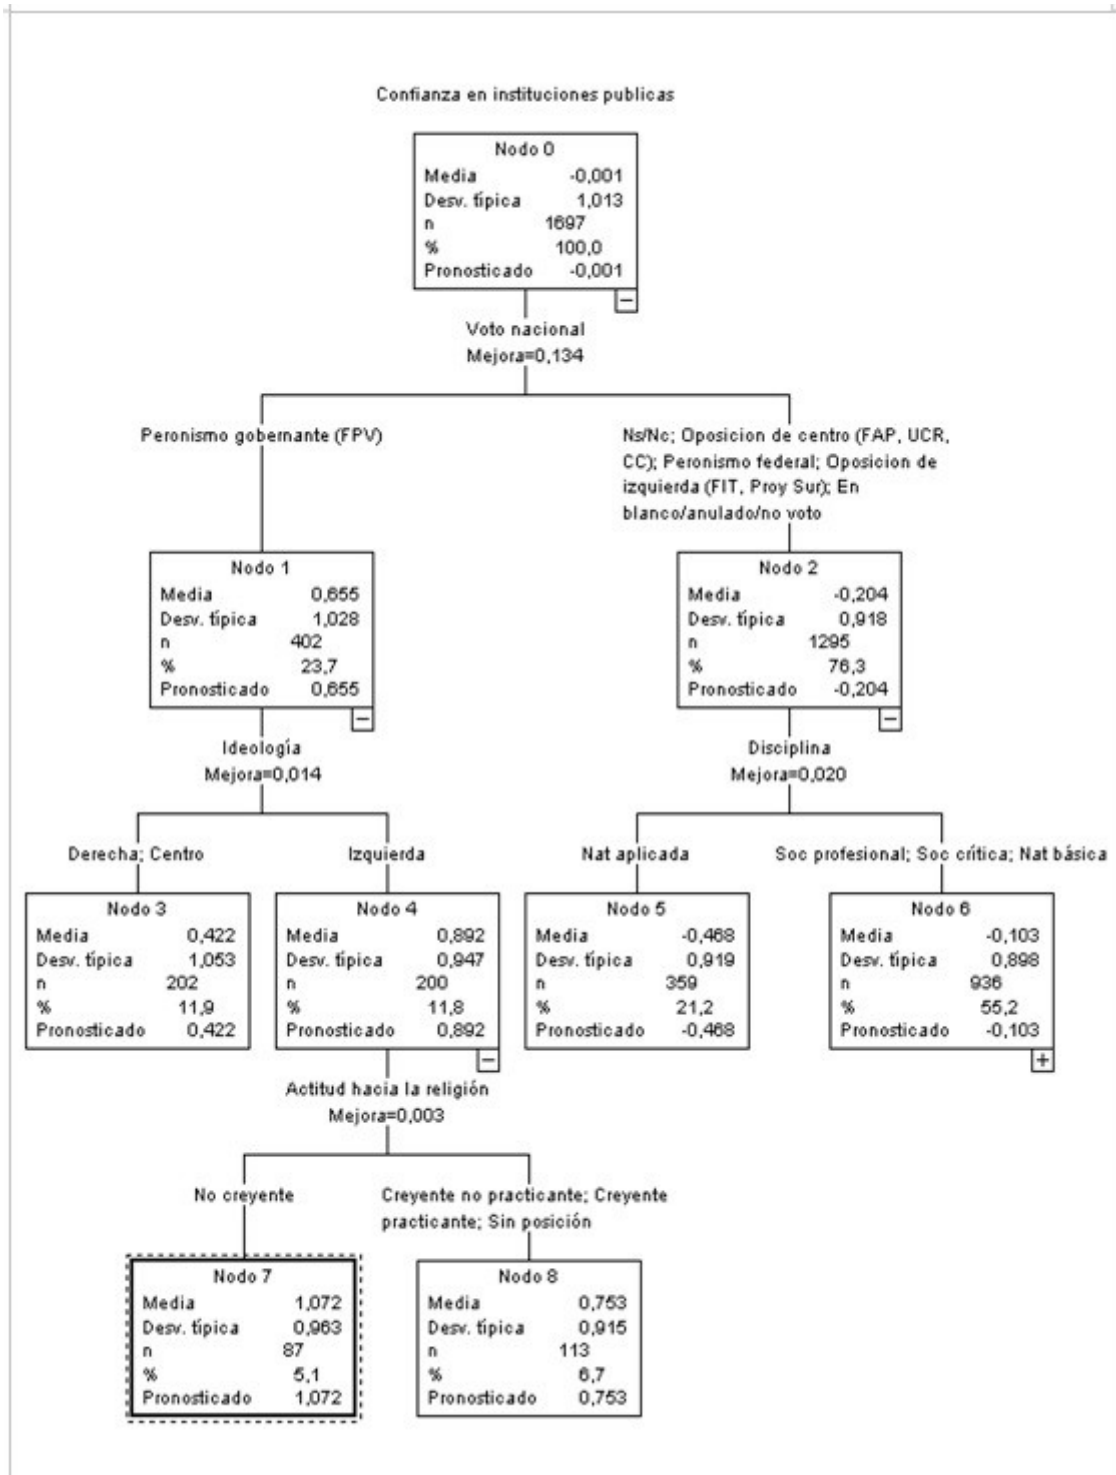 Confianza en instituciones publicas
Nodo 0
Media -0,001
Desv. típica 1,013
n 1697
% 100,0
Pronosticado -0,001
Voto nacional
Mejora=0,134
Peronismo gobernante (FPV)
Ns/Nc; Oposicion de centro (FAP, UCR,
CC); Peronismo federal; Oposicion de
izquierda (FIT, Proy Sur); En
blanco/anulado/no voto
Nodo 1
Media 0,655
Desv. típica 1,028
n 402
% 23,7
Pronosticado 0,655
Nodo 2
Media -0,204
Desv. típica 0,918
n 1295
% 76,3
Pronosticado -0,204
Ideología
Mejora=0,014
Disciplina
Mejora=0,020
Derecha; Centro
Izquierda
Nat aplicada
Soc profesional; Soc crítica; Nat básica
Nodo 3
Media 0,422
Desv. típica 1,053
n 202
% 11,9
Pronosticado 0,422
Nodo 4
Media 0,892
Desv. típica 0,947
n 200
% 11,8
Pronosticado 0,892
Nodo 5
Media -0,468
Desv. típica 0,919
n 359
% 21,2
Pronosticado -0,468
Nodo 6
Media -0,103
Desv. típica 0,898
n 936
% 55,2
Pronosticado -0,103
Actitud hacia la religión
Mejora=0,003
No creyente
Creyente no practicante; Creyente
practicante; Sin posición
Nodo 7
Media 1,072
Desv. típica 0,963
n 87
% 5,1
Pronosticado 1,072
Nodo 8
Media 0,753
Desv. típica 0,915
n 113
% 6,7
Pronosticado 0,753